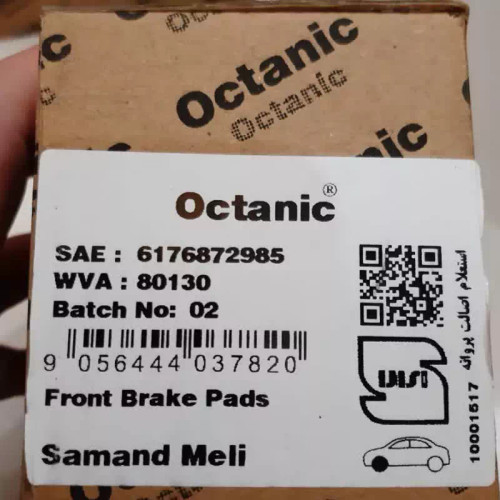 Octanic
Octanic
Octanic
Octanic®
SAE : 6176872985
WVA : 80130
Batch No: 02
9 056444 037820
Front Brake Pads
Samand Meli
استعلام اصالت پروانه
10001517